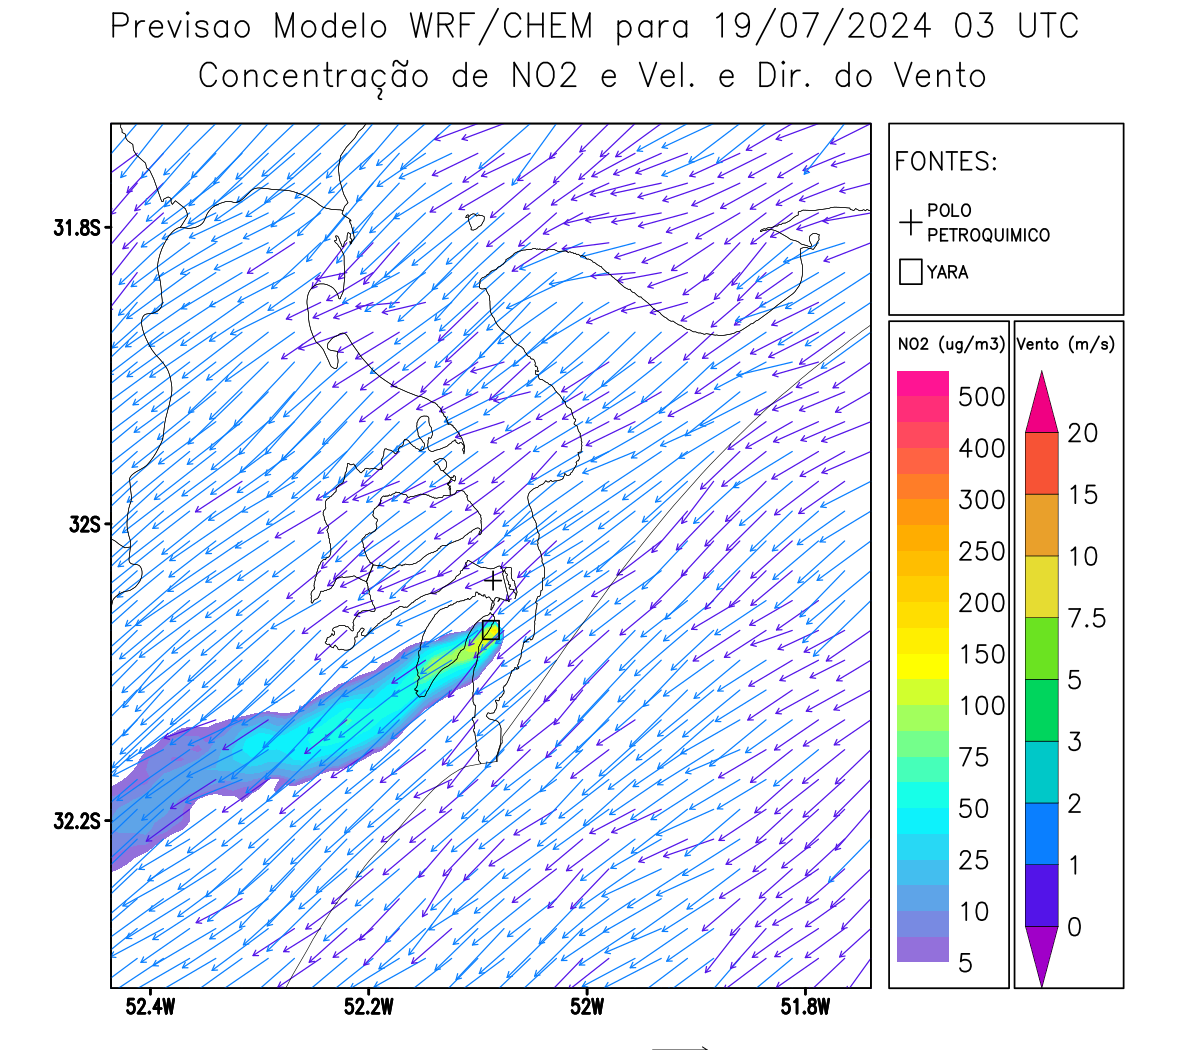 Previsao Modelo WRF/CHEM para 19/07/2024 03 UTC
Concentração de NO2 e Vel. e Dir. do Vento
FONTES:
POLO
PETROQUIMICO
YARA
NO2 (ug/m3)
500
400
300
250
200
150
100
75
50
25
10
5
Vento (m/s)
20
15
10
7.5
5
3
2
1
0
31.8S
32S
32.2S
52.4W
52.2W
52W
51.8W